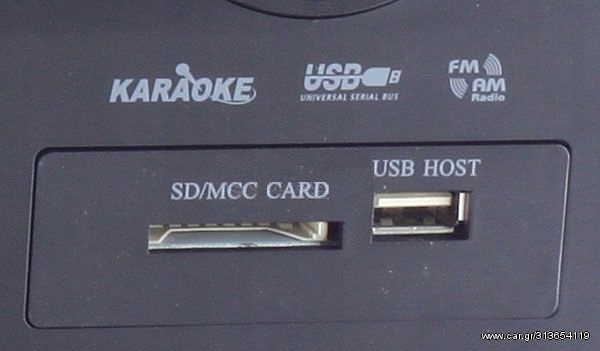 KARAOKE
USB
UNIVERSAL SERIAL BUS
FM
AM
Radio
SD/MCC CARD
USB HOST
www.car.gr/313654119